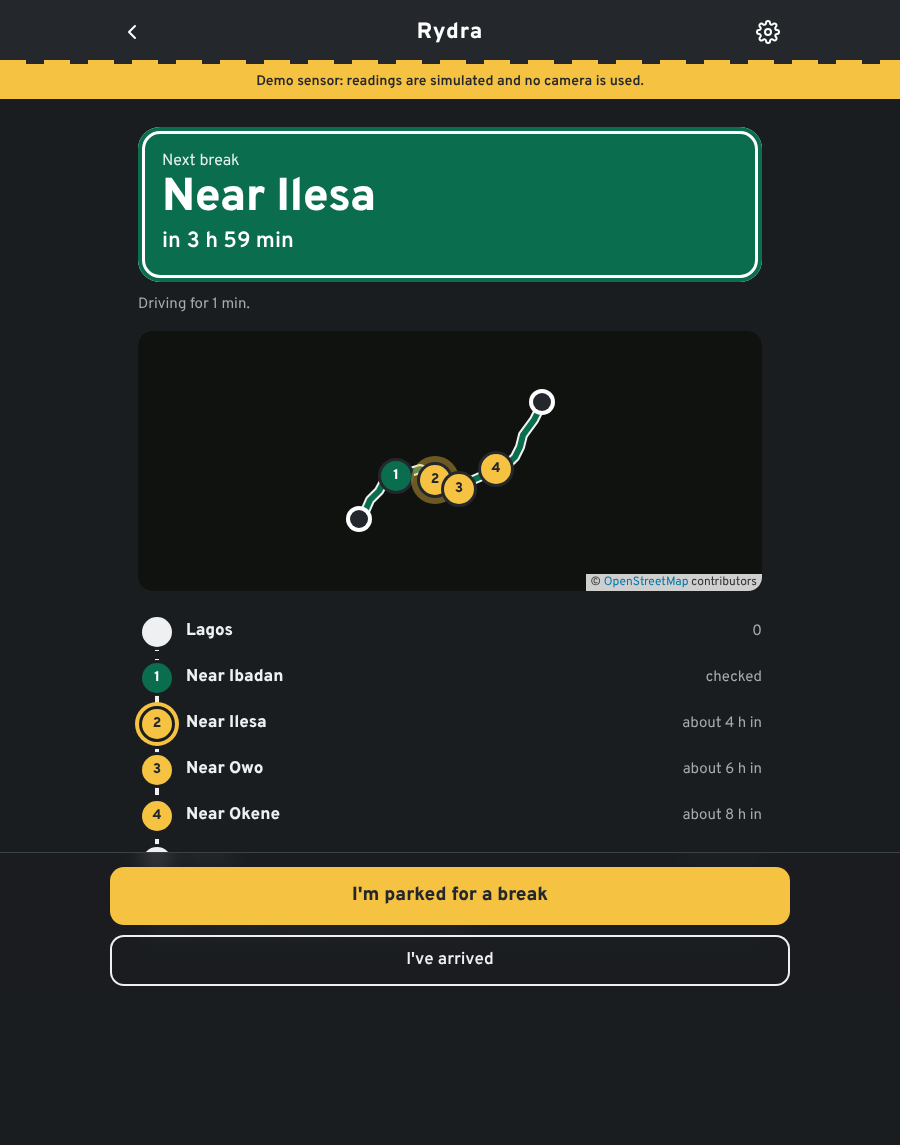 Rydra
Demo sensor: readings are simulated and no camera is used.
Next break
Near Ilesa
in 3 h 59 min
Driving for 1 min.
1
2
3
4
© OpenStreetMap contributors
Lagos 0
1 Near Ibadan checked
2 Near Ilesa about 4 h in
3 Near Owo about 6 h in
4 Near Okene about 8 h in
I'm parked for a break
I've arrived